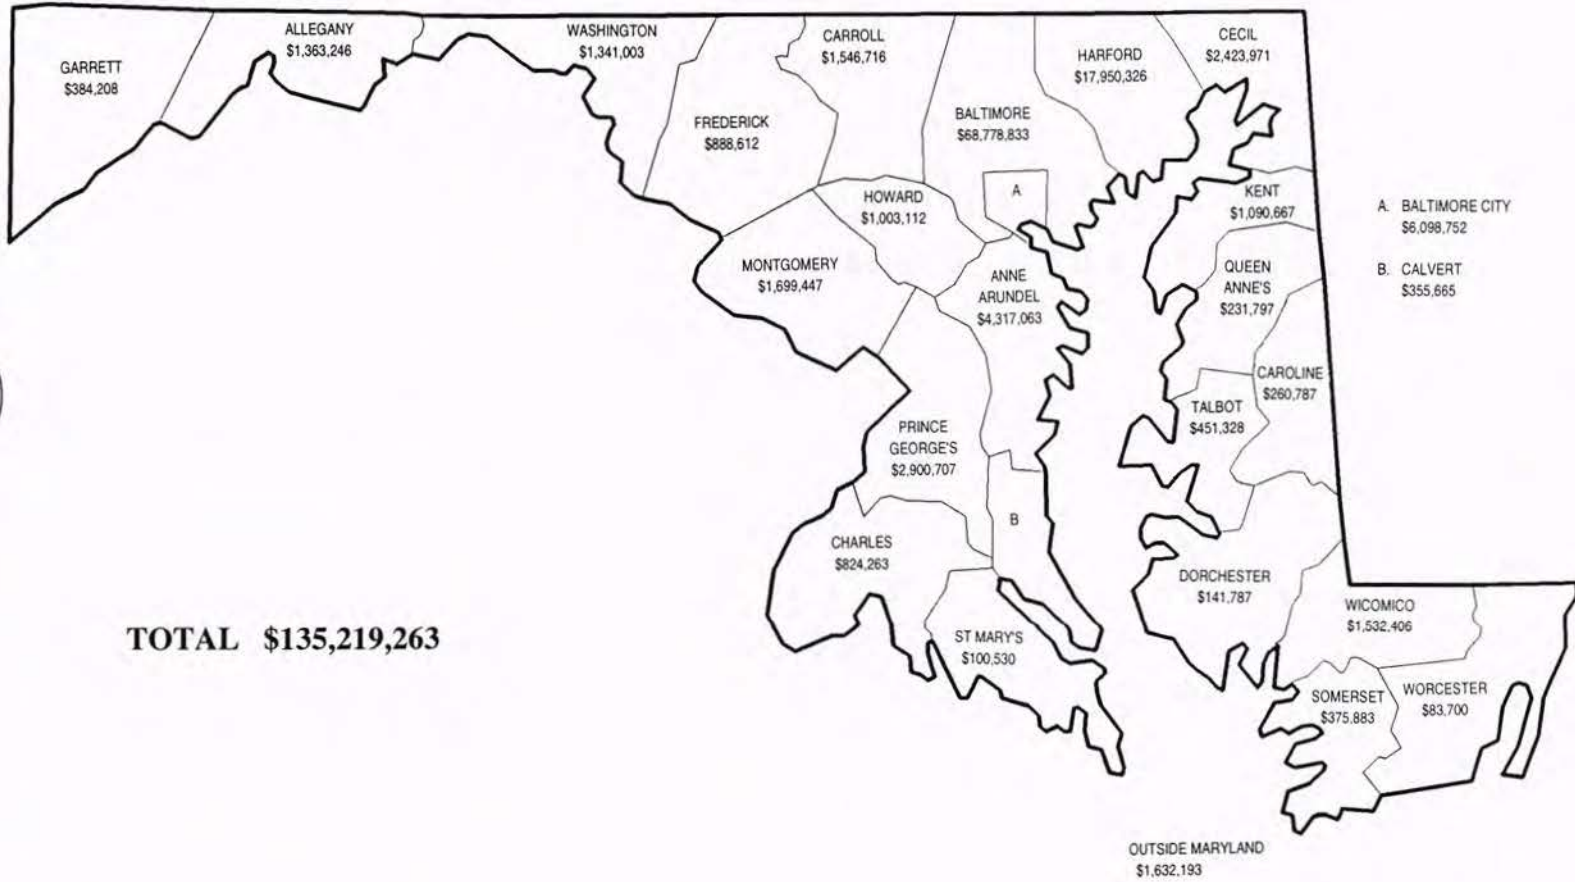 GARRETT
$384,208
ALLEGANY
$1,363,246
WASHINGTON
$1,341,003
FREDERICK
$888,612
CARROLL
$1,546,716
BALTIMORE
$68,778,833
HARFORD
$17,950,326
CECIL
$2,423,971
A
HOWARD
$1,003,112
MONTGOMERY
$1,699,447
ANNE
ARUNDEL
$4,317,063
KENT
$1,090,667
QUEEN
ANNE'S
$231,797
CAROLINE
$260,787
TALBOT
$451,328
PRINCE
GEORGE'S
$2,900,707
B
CHARLES
$824,263
ST MARY'S
$100,530
DORCHESTER
$141,787
WICOMICO
$1,532,406
SOMERSET
$375,883
WORCESTER
$83,700
A. BALTIMORE CITY
$6,098,752
B. CALVERT
$355,665
TOTAL $135,219,263
OUTSIDE MARYLAND
$1,632,193